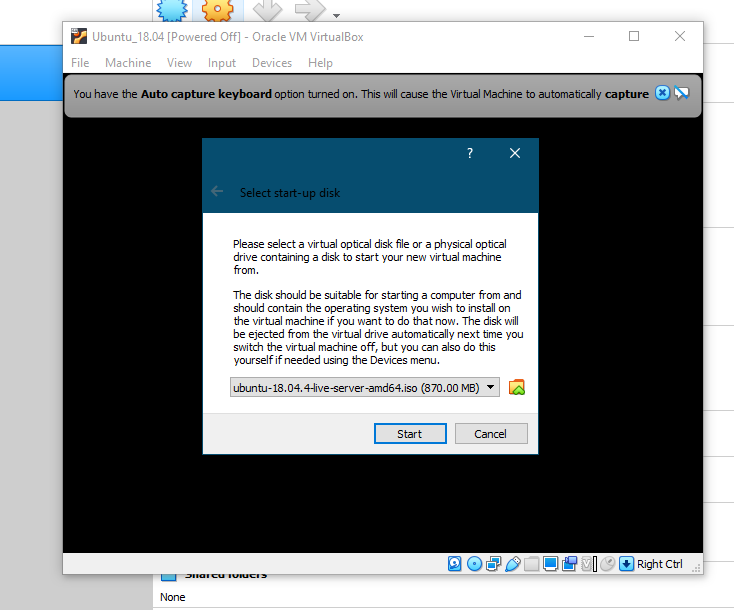 Ubuntu_18.04 [Powered Off] - Oracle VM VirtualBox
File Machine View Input Devices Help
You have the Auto capture keyboard option turned on. This will cause the Virtual Machine to automatically capture
?
Select start-up disk
Please select a virtual optical disk file or a physical optical
drive containing a disk to start your new virtual machine
from.
The disk should be suitable for starting a computer from and
should contain the operating system you wish to install on
the virtual machine if you want to do that now. The disk will
be ejected from the virtual drive automatically next time you
switch the virtual machine off, but you can also do this
yourself if needed using the Devices menu.
ubuntu-18.04.4-live-server-amd64.iso (870.00 MB)
Start Cancel
Right Ctrl
Shared folders
None